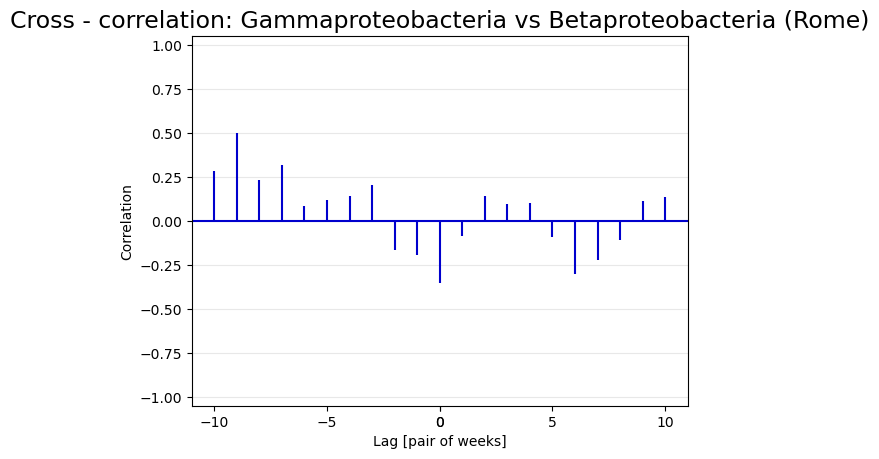 Cross - correlation: Gammaproteobacteria vs Betaproteobacteria (Rome)
1.00
0.75
0.50
0.25
0.00
−0.25
−0.50
−0.75
−1.00
Correlation
−10 −5 0 0 5 10
Lag [pair of weeks]